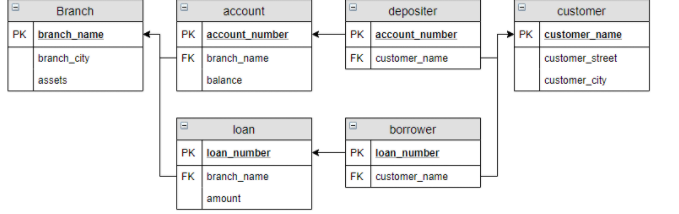 Branch
PK branch_name
branch_city
assets
account
PK account_number
FK branch_name
balance
depositer
PK account_number
FK customer_name
customer
PK customer_name
customer_street
customer_city
loan
PK loan_number
FK branch_name
amount
borrower
PK loan_number
FK customer_name